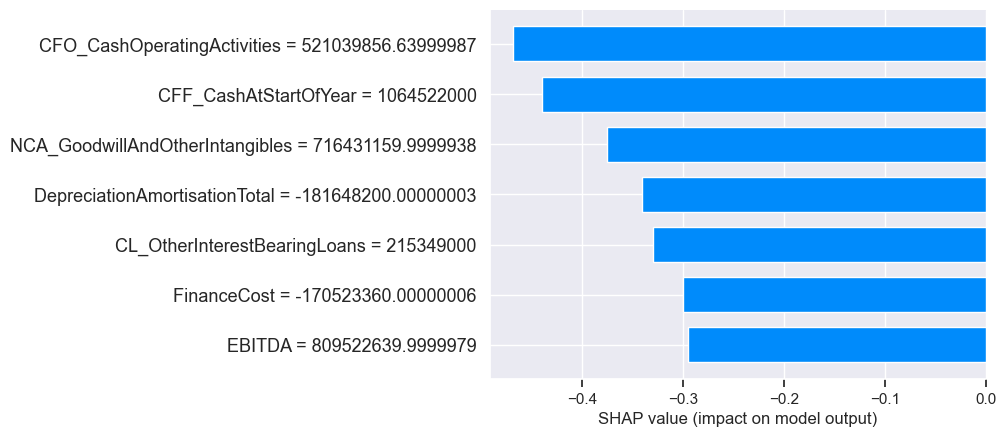 CFO_CashOperatingActivities = 521039856.63999987
CFF_CashAtStartOfYear = 1064522000
NCA_GoodwillAndOtherIntangibles = 716431159.9999938
DepreciationAmortisationTotal = -181648200.00000003
CL_OtherInterestBearingLoans = 215349000
FinanceCost = -170523360.00000006
EBITDA = 809522639.9999979
−0.4 −0.3 −0.2 −0.1 0.0
SHAP value (impact on model output)